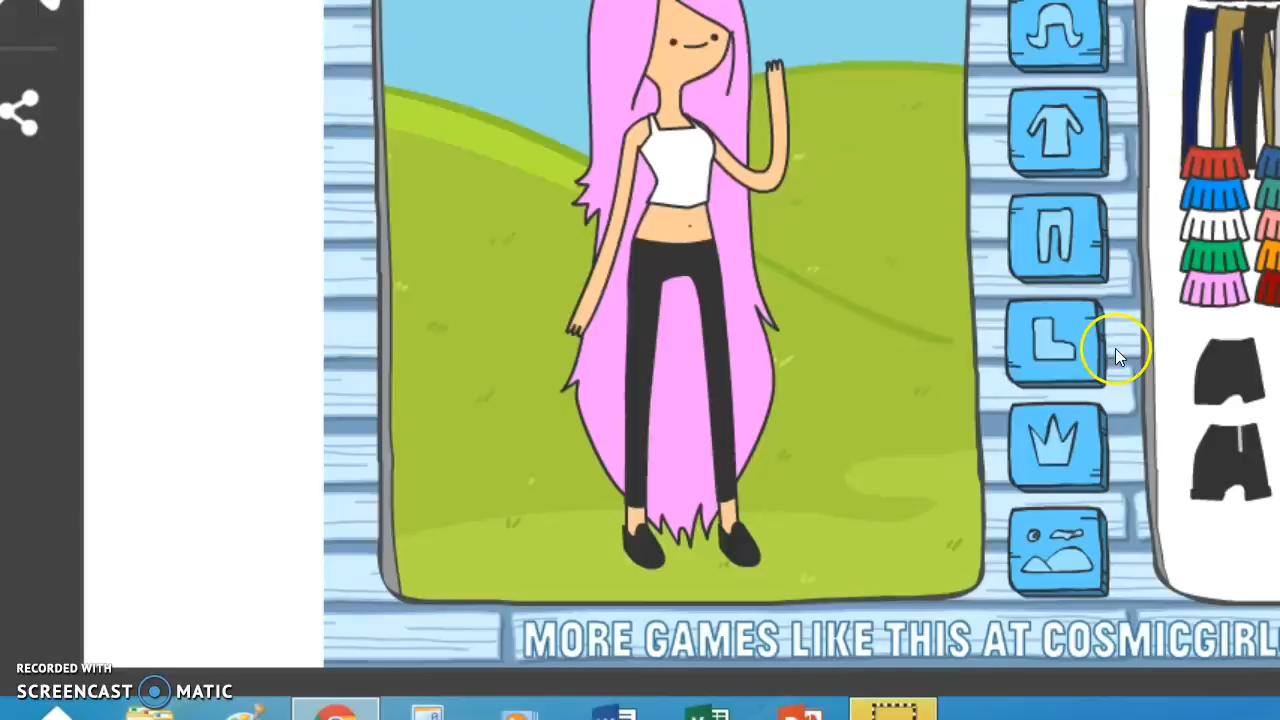 MORE GAMES LIKE THIS AT COSMICGIRL
RECORDED WITH
SCREENCAST MATIC